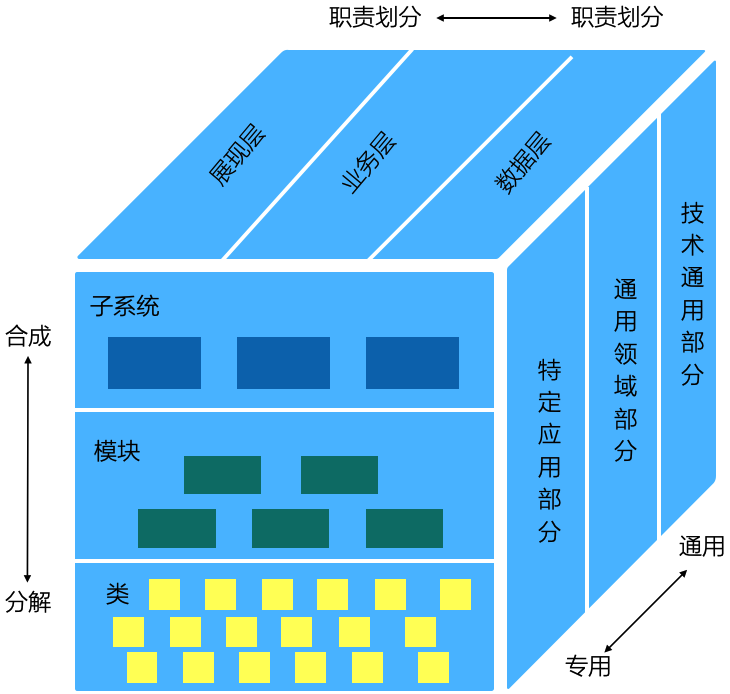 职责划分
职责划分
展现层
业务层
数据层
子系统
模块
类
合成
分解
特定应用部分
通用领域部分
技术通用部分
通用
专用